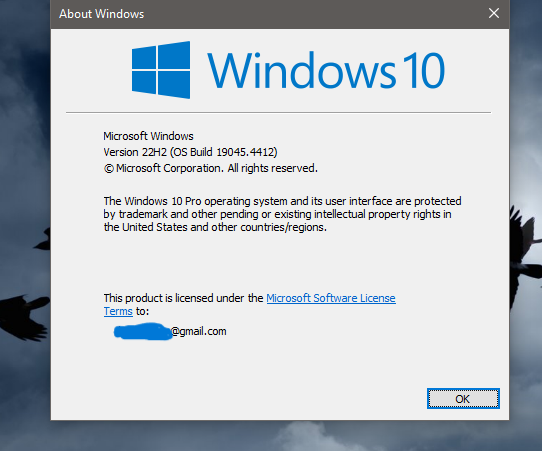 About Windows
Windows 10
Microsoft Windows
Version 22H2 (OS Build 19045.4412)
© Microsoft Corporation. All rights reserved.
The Windows 10 Pro operating system and its user interface are protected
by trademark and other pending or existing intellectual property rights in
the United States and other countries/regions.
This product is licensed under the Microsoft Software License
Terms to:
@gmail.com
OK